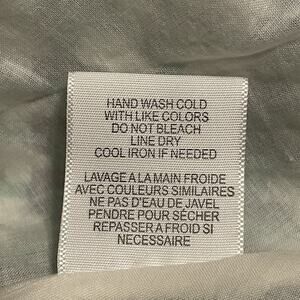 HAND WASH COLD
WITH LIKE COLORS
DO NOT BLEACH
LINE DRY
COOL IRON IF NEEDED
LAVAGE A LA MAIN FROIDE
AVEC COULEURS SIMILAIRES
NE PAS D'EAU DE JAVEL
PENDRE POUR SÉCHER
REPASSER A FROID SI
NECESSAIRE